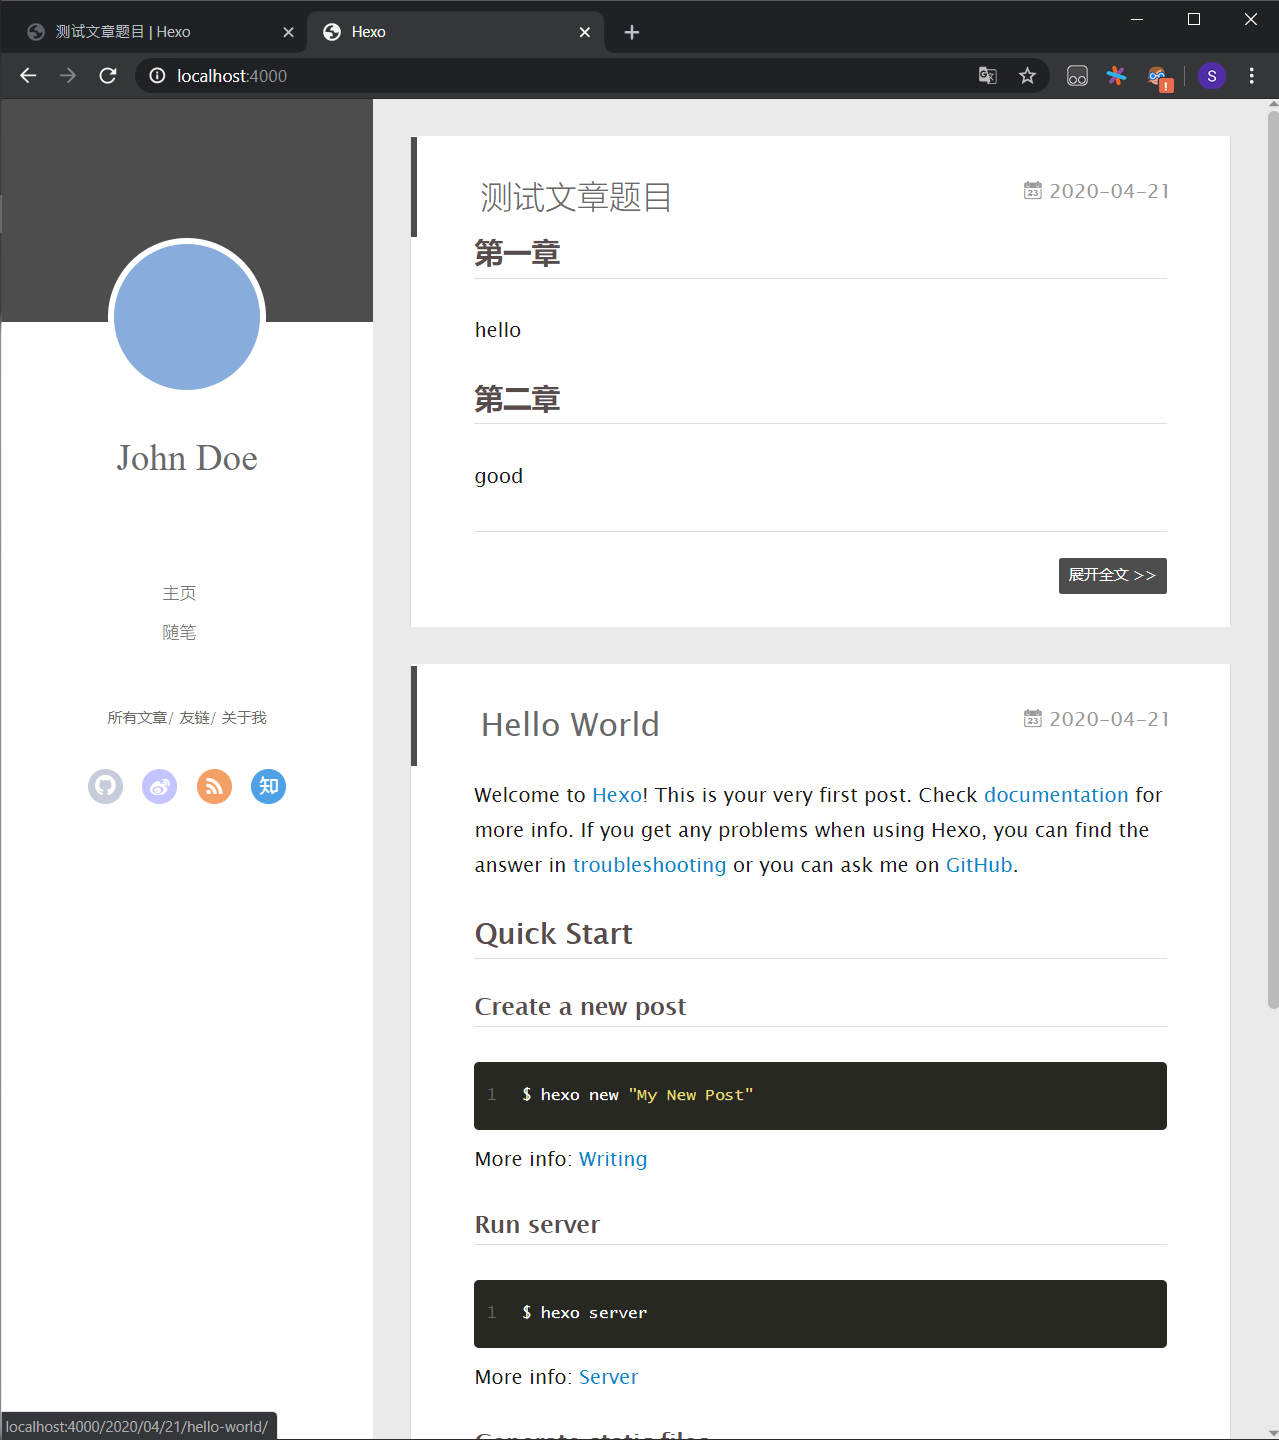 测试文章题目 | Hexo
Hexo
localhost:4000
S
John Doe
主页
随笔
所有文章/ 友链/ 关于我
知
测试文章题目
23 2020-04-21
第一章
hello
第二章
good
展开全文 >>
Hello World
23 2020-04-21
Welcome to Hexo! This is your very first post. Check documentation for
more info. If you get any problems when using Hexo, you can find the
answer in troubleshooting or you can ask me on GitHub.
Quick Start
Create a new post
1 $ hexo new "My New Post"
More info: Writing
Run server
1 $ hexo server
More info: Server
Generate static files
localhost:4000/2020/04/21/hello-world/